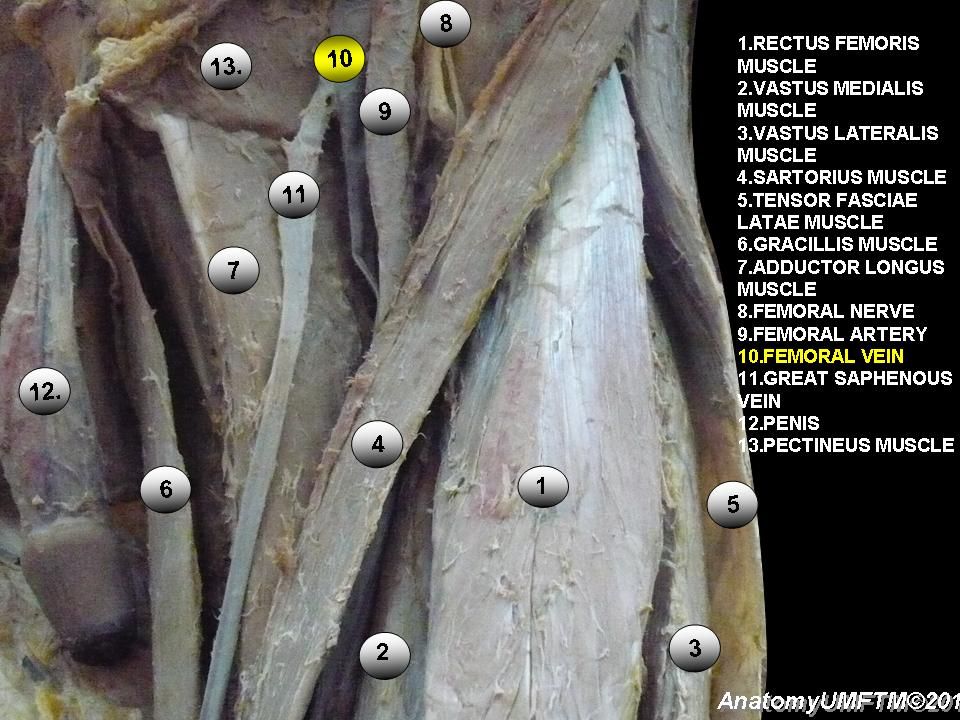 8
10
13.
9
11
7
12.
4
6
1
5
2
3
1.RECTUS FEMORIS
MUSCLE
2.VASTUS MEDIALIS
MUSCLE
3.VASTUS LATERALIS
MUSCLE
4.SARTORIUS MUSCLE
5.TENSOR FASCIAE
LATAE MUSCLE
6.GRACILLIS MUSCLE
7.ADDUCTOR LONGUS
MUSCLE
8.FEMORAL NERVE
9.FEMORAL ARTERY
10.FEMORAL VEIN
11.GREAT SAPHENOUS
VEIN
12.PENIS
13.PECTINEUS MUSCLE
AnatomyUMFTM©201